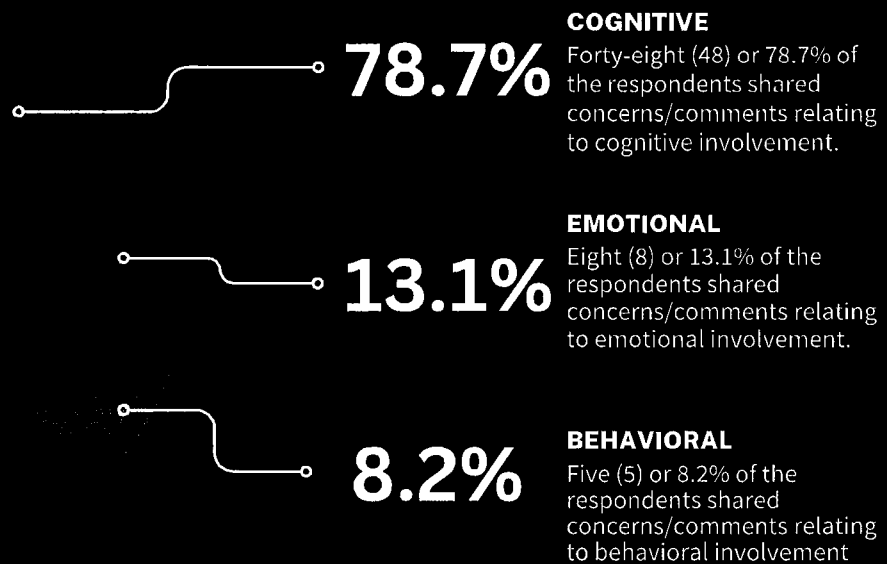 78.7%
COGNITIVE
Forty-eight (48) or 78.7% of
the respondents shared
concerns/comments relating
to cognitive involvement.
13.1%
EMOTIONAL
Eight (8) or 13.1% of the
respondents shared
concerns/comments relating
to emotional involvement.
8.2%
BEHAVIORAL
Five (5) or 8.2% of the
respondents shared
concerns/comments relating
to behavioral involvement